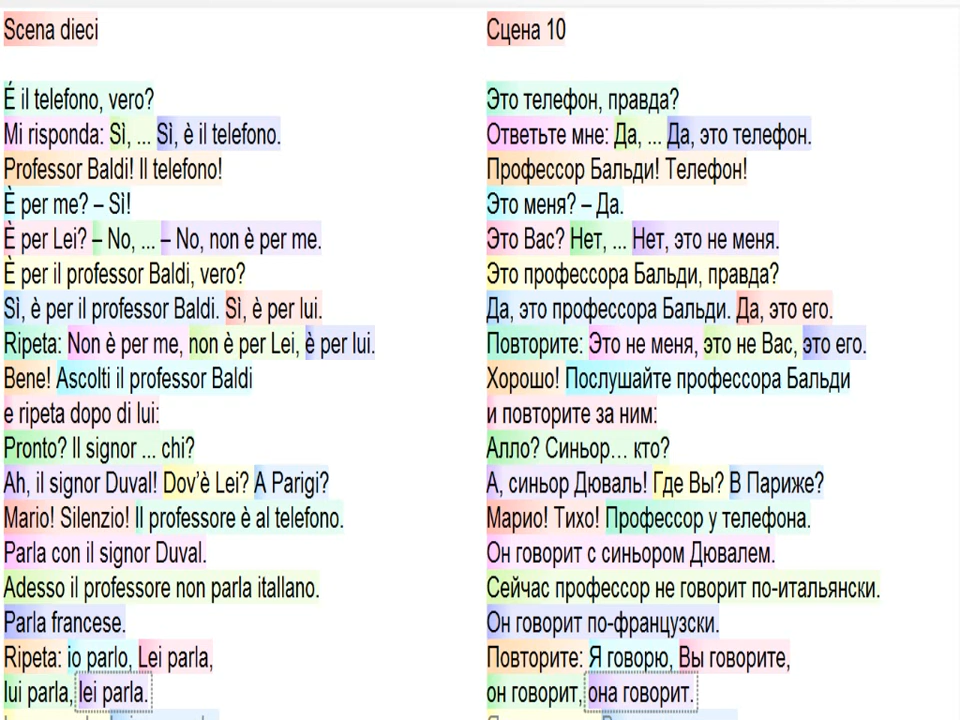 Scena dieci
É il telefono, vero?
Mi risponda: Sì, ... Sì, è il telefono.
Professor Baldi! Il telefono!
È per me? – Sì!
È per Lei? – No, ... – No, non è per me.
È per il professor Baldi, vero?
Sì, è per il professor Baldi. Sì, è per lui.
Ripeta: Non è per me, non è per Lei, è per lui.
Bene! Ascolti il professor Baldi
e ripeta dopo di lui:
Pronto? Il signor ... chi?
Ah, il signor Duval! Dov’è Lei? A Parigi?
Mario! Silenzio! Il professore è al telefono.
Parla con il signor Duval.
Adesso il professore non parla itallano.
Parla francese.
Ripeta: io parlo, Lei parla,
lui parla, lei parla.
Сцена 10
Это телефон, правда?
Ответьте мне: Да, ... Да, это телефон.
Профессор Бальди! Телефон!
Это меня? – Да.
Это Вас? Нет, ... Нет, это не меня.
Это профессора Бальди, правда?
Да, это профессора Бальди. Да, это его.
Повторите: Это не меня, это не Вас, это его.
Хорошо! Послушайте профессора Бальди
и повторите за ним:
Алло? Синьор… кто?
А, синьор Дюваль! Где Вы? В Париже?
Марио! Тихо! Профессор у телефона.
Он говорит с синьором Дювалем.
Сейчас профессор не говорит по-итальянски.
Он говорит по-французски.
Повторите: Я говорю, Вы говорите,
он говорит, она говорит.